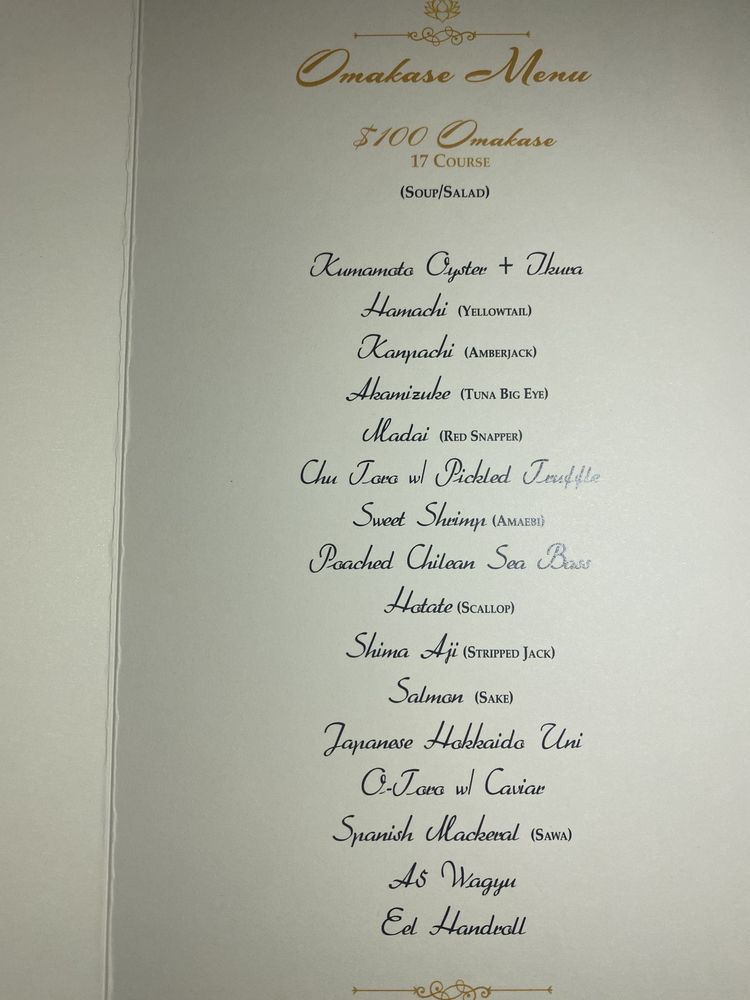 Omakase Menu
$100 Omakase
17 Course
(Soup/Salad)
Kumamoto Oyster + Ikura
Hamachi (Yellowtail)
Kanpachi (Amberjack)
Akamizuke (Tuna Big Eye)
Madai (Red Snapper)
Chu Toro w/ Pickled Truffle
Sweet Shrimp (Amaebi)
Poached Chilean Sea Bass
Hotate (Scallop)
Shima Aji (Stripped Jack)
Salmon (Sake)
Japanese Hokkaido Uni
O-Toro w/ Caviar
Spanish Mackeral (Sawa)
A5 Wagyu
Eel Handroll